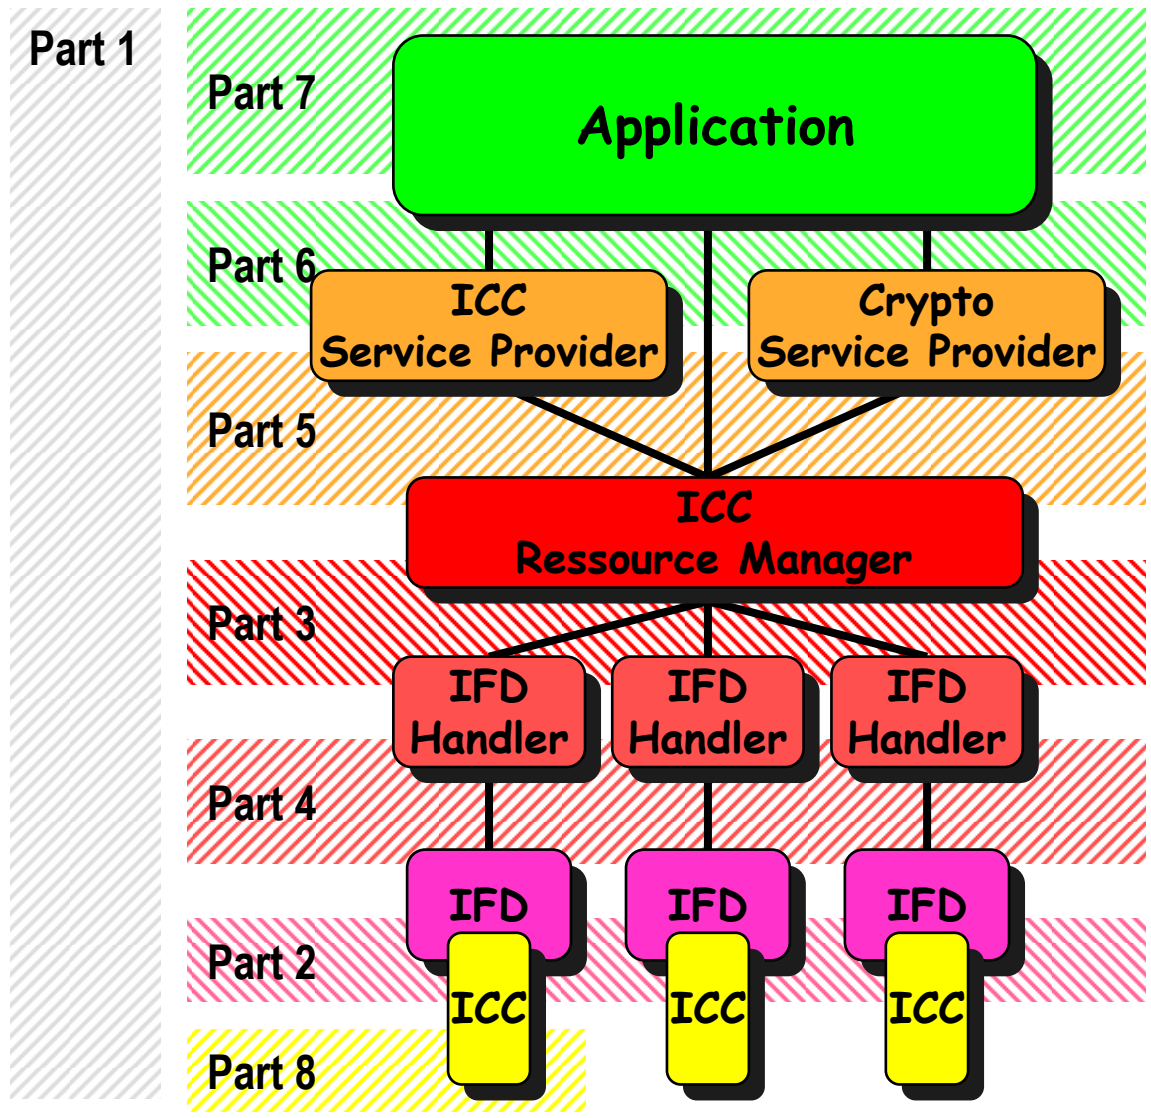 Part 1
Part 7
Application
Part 6
ICC
Service Provider
Crypto
Service Provider
Part 5
ICC
Ressource Manager
Part 3
IFD
Handler
IFD
Handler
IFD
Handler
Part 4
IFD
IFD
IFD
Part 2
ICC
ICC
ICC
Part 8